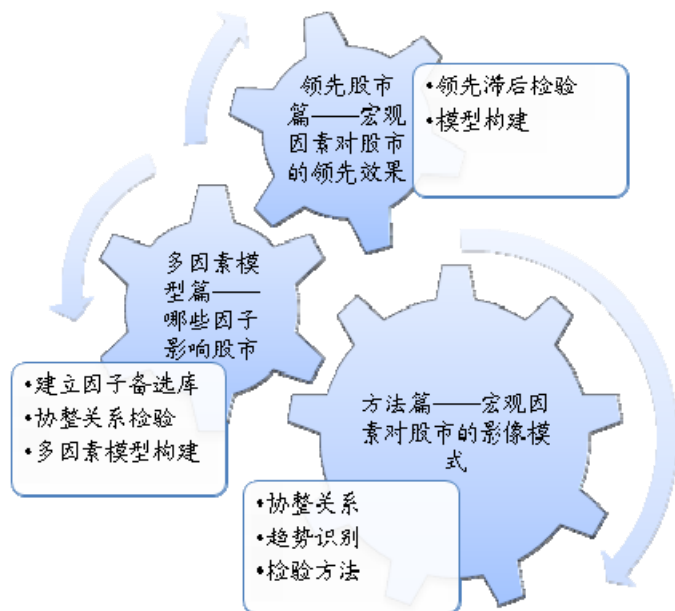 领先股市
篇——宏观
因素对股市
的领先效果
•领先滞后检验
•模型构建
多因素模
型篇——
哪些因子
影响股市
•建立因子备选库
•协整关系检验
•多因素模型构建
方法篇——宏观因
素对股市的影像模
式
•协整关系
•趋势识别
•检验方法